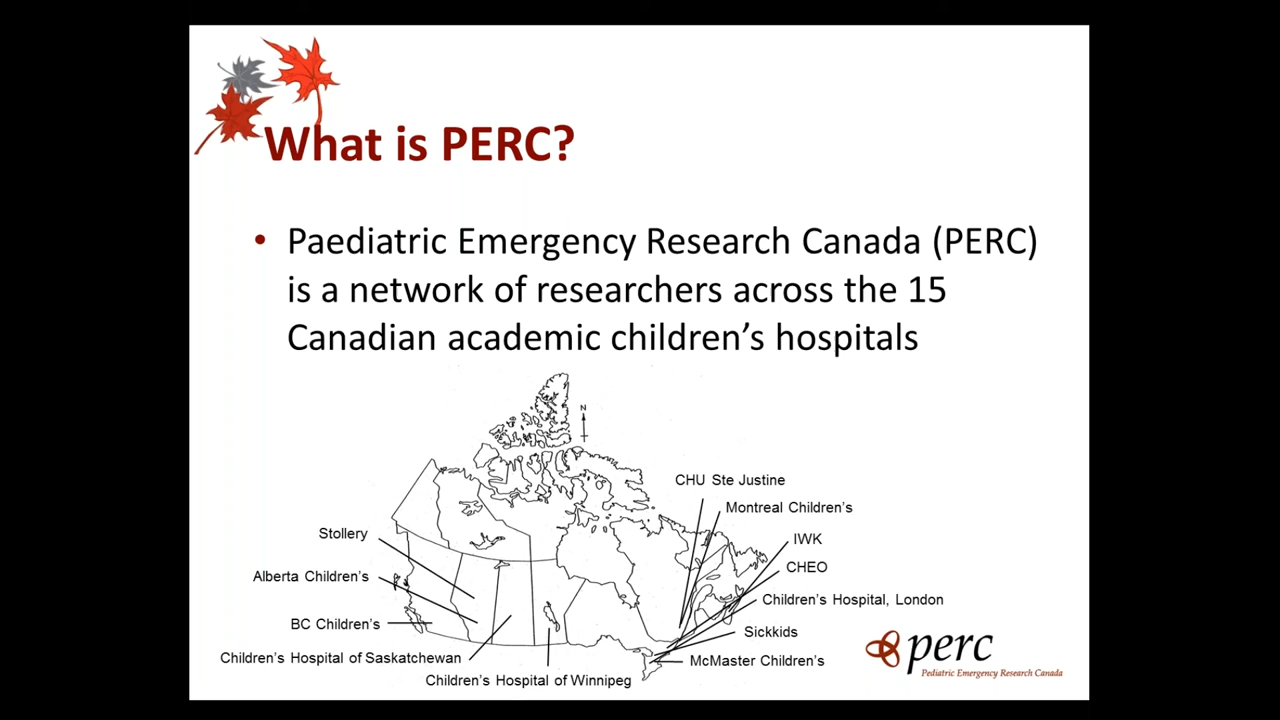 What is PERC?
• Paediatric Emergency Research Canada (PERC)
is a network of researchers across the 15
Canadian academic children's hospitals
N
CHU Ste Justine
Montreal Children's
Stollery
IWK
CHEO
Alberta Children's
Children's Hospital, London
BC Children's
Sickkids
Children's Hospital of Saskatchewan
McMaster Children's
Children's Hospital of Winnipeg
perc
Pediatric Emergency Research Canada